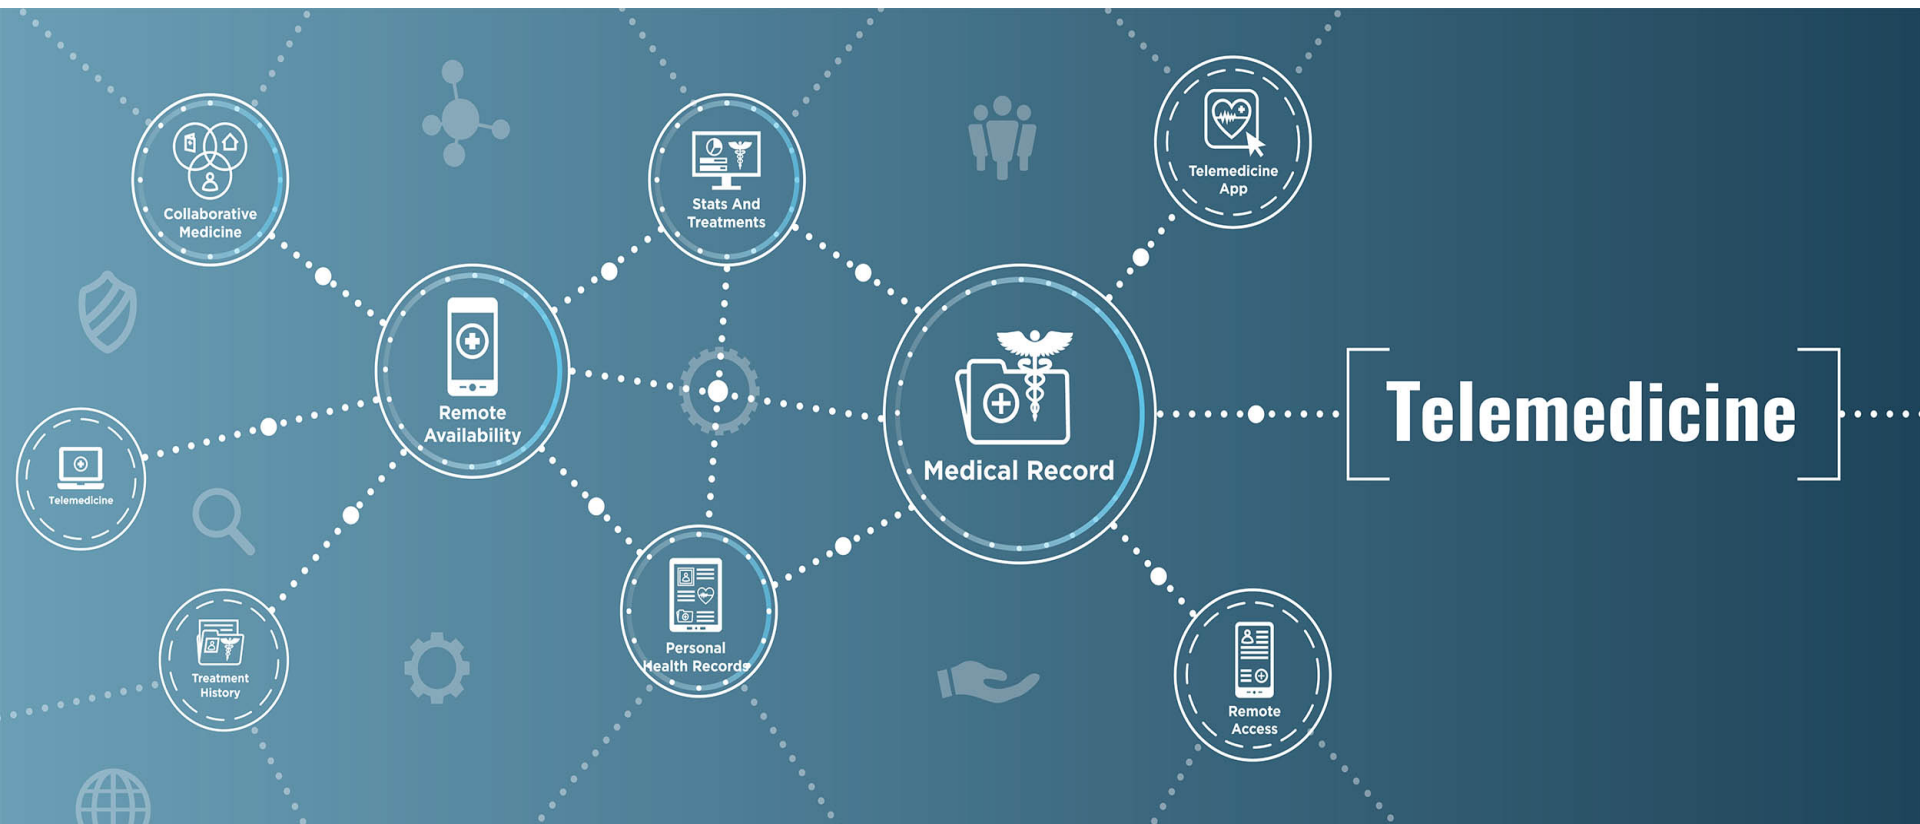 Collaborative
Medicine
Stats And
Treatments
Telemedicine
App
Remote
Availability
Medical Record
Telemedicine
Telemedicine
Treatment
History
Personal
Health Records
Remote
Access